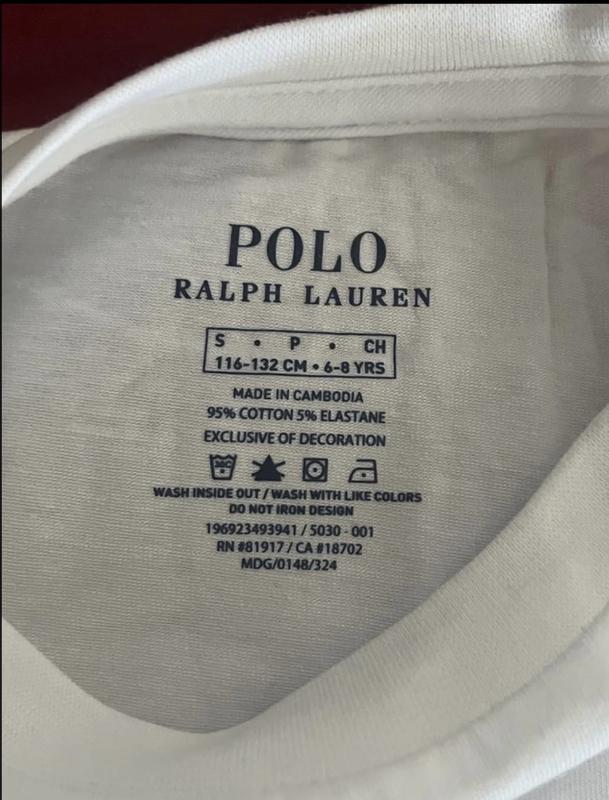 POLO
RALPH LAUREN
S • P • CH
116-132 CM • 6-8 YRS
MADE IN CAMBODIA
95% COTTON 5% ELASTANE
EXCLUSIVE OF DECORATION
30C
WASH INSIDE OUT / WASH WITH LIKE COLORS
DO NOT IRON DESIGN
196923493941 / 5030 - 001
RN #81917 / CA #18702
MDG/0148/324